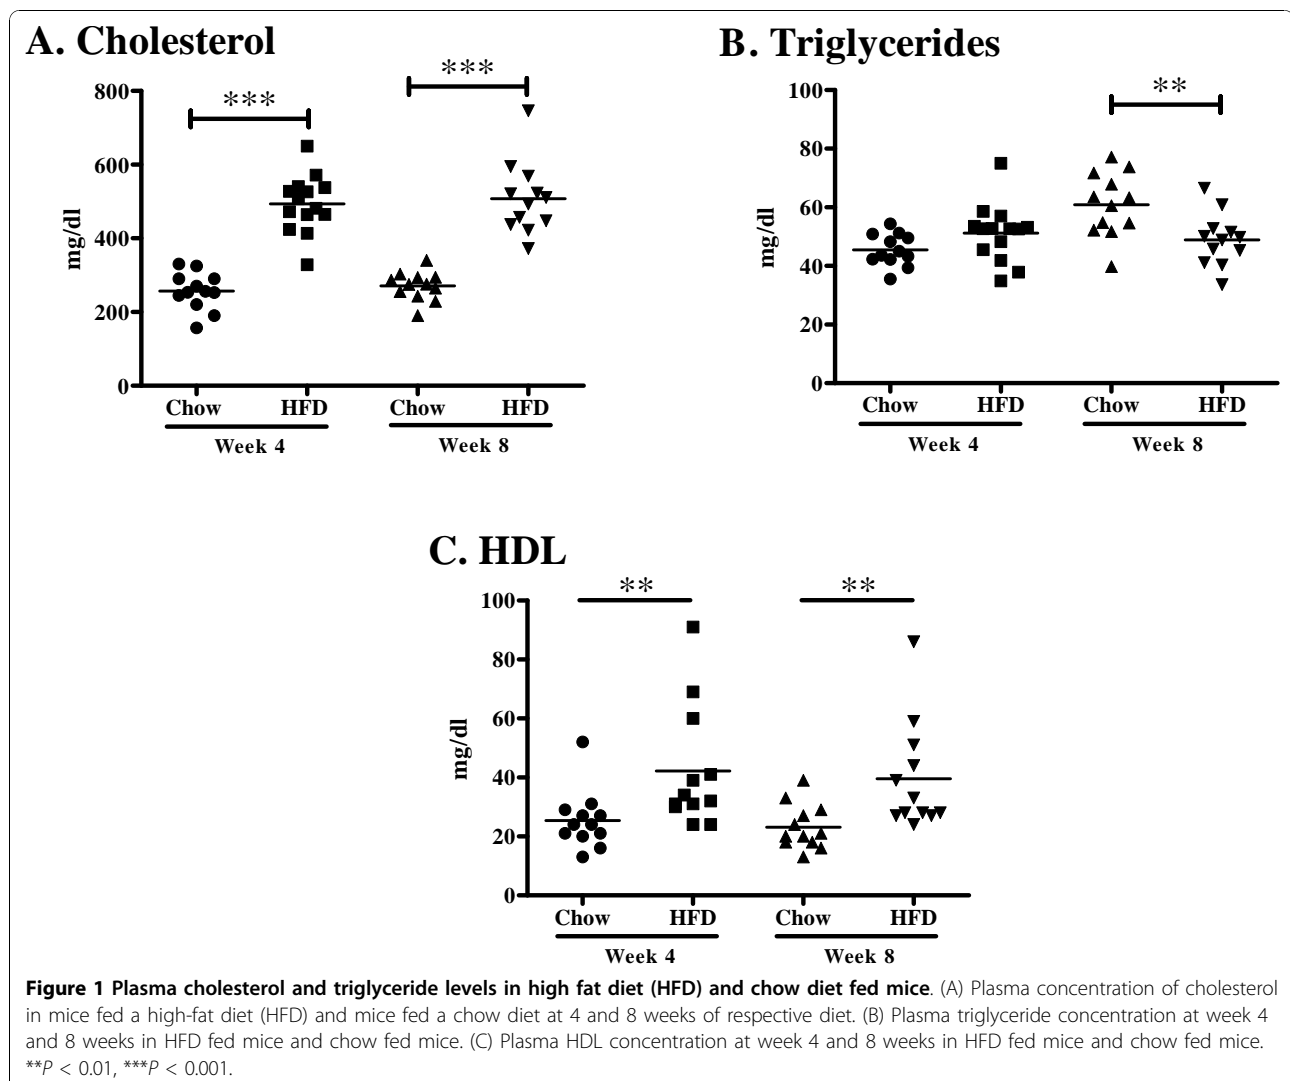 A. Cholesterol
***
***
800
600
400
200
0
mg/dl
Chow
HFD
Chow
HFD
Week 4
Week 8
B. Triglycerides
**
100
80
60
40
20
0
mg/dl
Chow
HFD
Chow
HFD
Week 4
Week 8
C. HDL
**
**
100
80
60
40
20
0
mg/dl
Chow
HFD
Chow
HFD
Week 4
Week 8
Figure 1 Plasma cholesterol and triglyceride levels in high fat diet (HFD) and chow diet fed mice. (A) Plasma concentration of cholesterol
in mice fed a high-fat diet (HFD) and mice fed a chow diet at 4 and 8 weeks of respective diet. (B) Plasma triglyceride concentration at week 4
and 8 weeks in HFD fed mice and chow fed mice. (C) Plasma HDL concentration at week 4 and 8 weeks in HFD fed mice and chow fed mice.
**P < 0.01, ***P < 0.001.